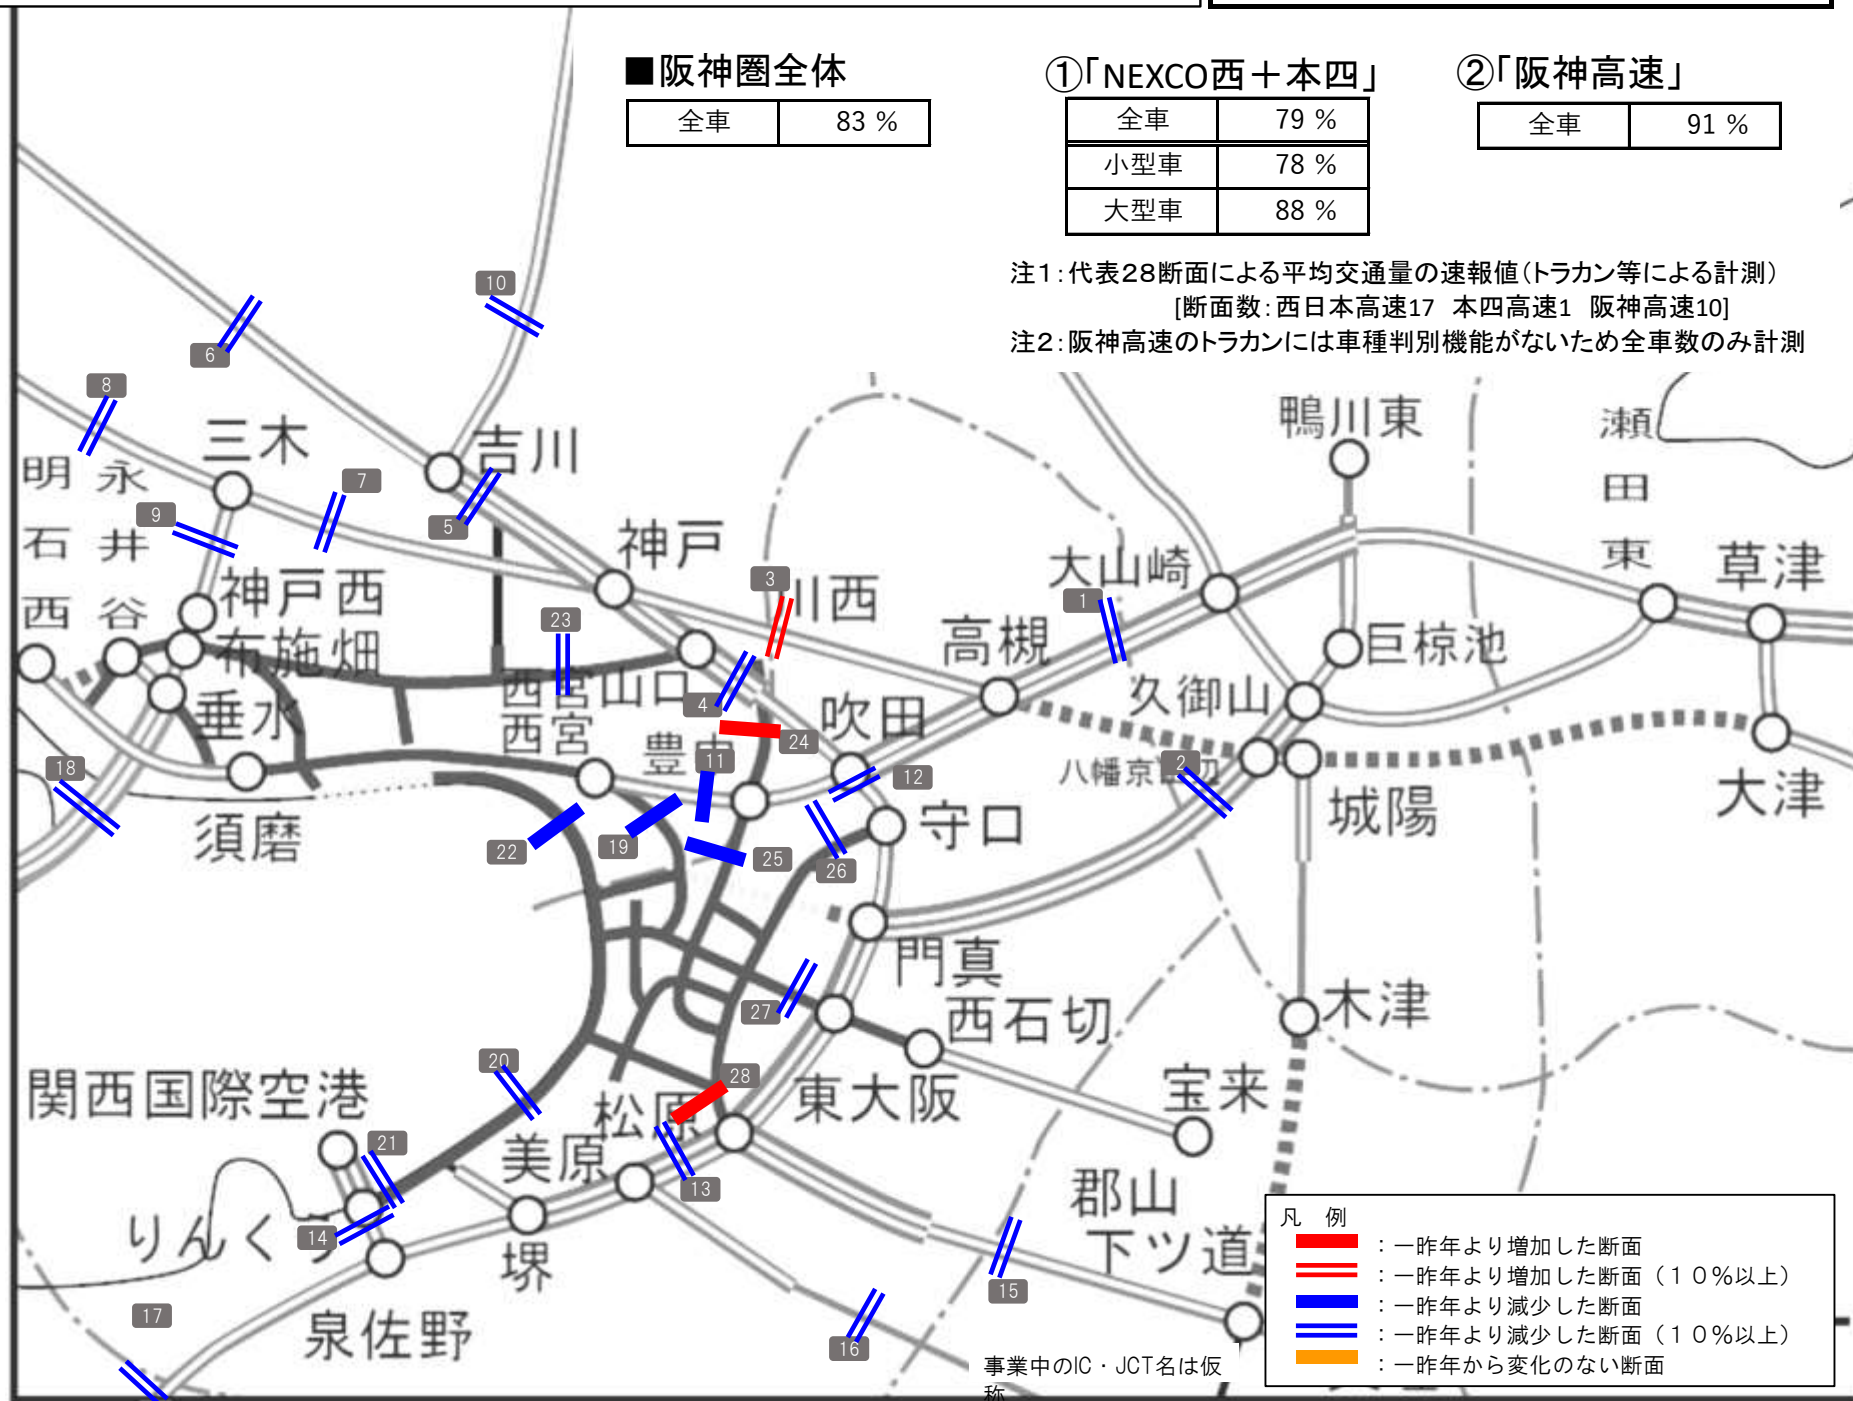 ■阪神圏全体
全車 83 %
①「NEXCO西＋本四」
全車 79 %
小型車 78 %
大型車 88 %
②「阪神高速」
全車 91 %
注１：代表２８断面による平均交通量の速報値（トラカン等による計測）
[断面数：西日本高速17 本四高速1 阪神高速10]
注２：阪神高速のトラカンには車種判別機能がないため全車数のみ計測
10
6
8
三木
吉川
鴨川東
瀬田東
明石西
永井谷
7
9
5
神戸
大山崎
草津
3
川西
1
神戸西
23
高槻
巨椋池
布施畑
西宮山口
4
久御山
垂水
西宮
吹田
24
豊中
11
12
八幡京田辺
2
18
大津
須磨
守口
城陽
22
19
25
26
門真
27
西石切
木津
20
28
関西国際空港
松原
東大阪
宝来
21
美原
13
郡山
りんくう
14
下ツ道
堺
15
17
泉佐野
16
事業中のIC・JCT名は仮
称
凡 例
：一昨年より増加した断面
：一昨年より増加した断面（１０％以上）
：一昨年より減少した断面
：一昨年より減少した断面（１０％以上）
：一昨年から変化のない断面